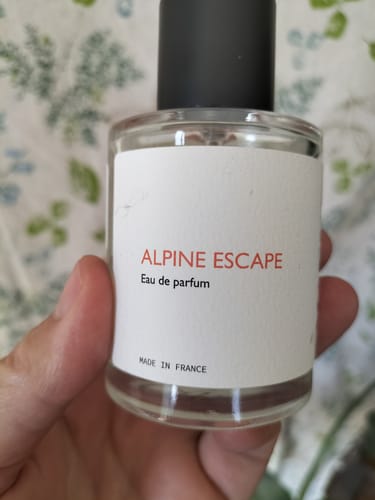 ALPINE ESCAPE
Eau de parfum
MADE IN FRANCE